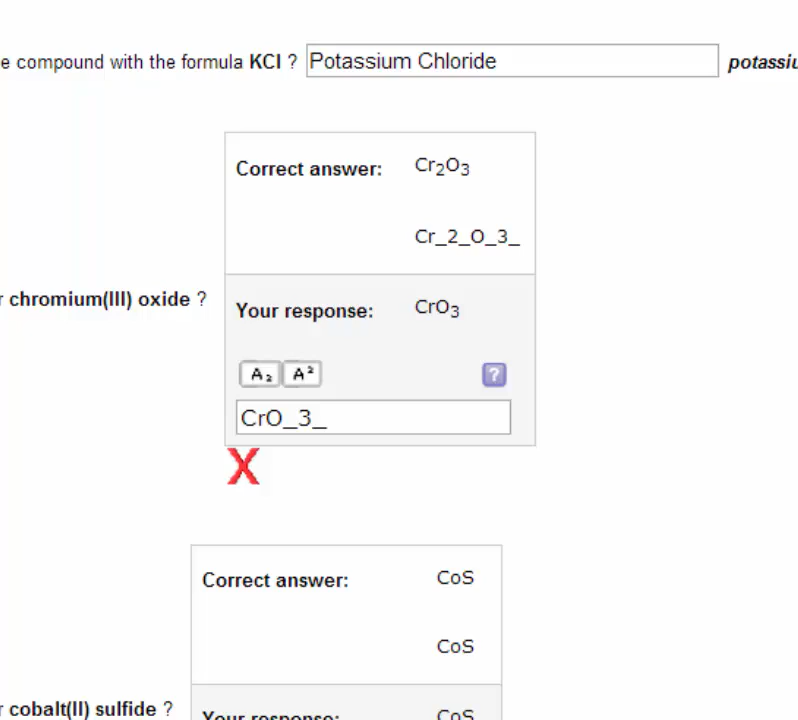 e compound with the formula KCl ? Potassium Chloride potassiu
Correct answer: Cr₂O₃
Cr_2_O_3_
r chromium(III) oxide ?
Your response: CrO₃
A₂ A² ?
CrO_3_
X
Correct answer: CoS
CoS
r cobalt(II) sulfide ?
Your response: CoS